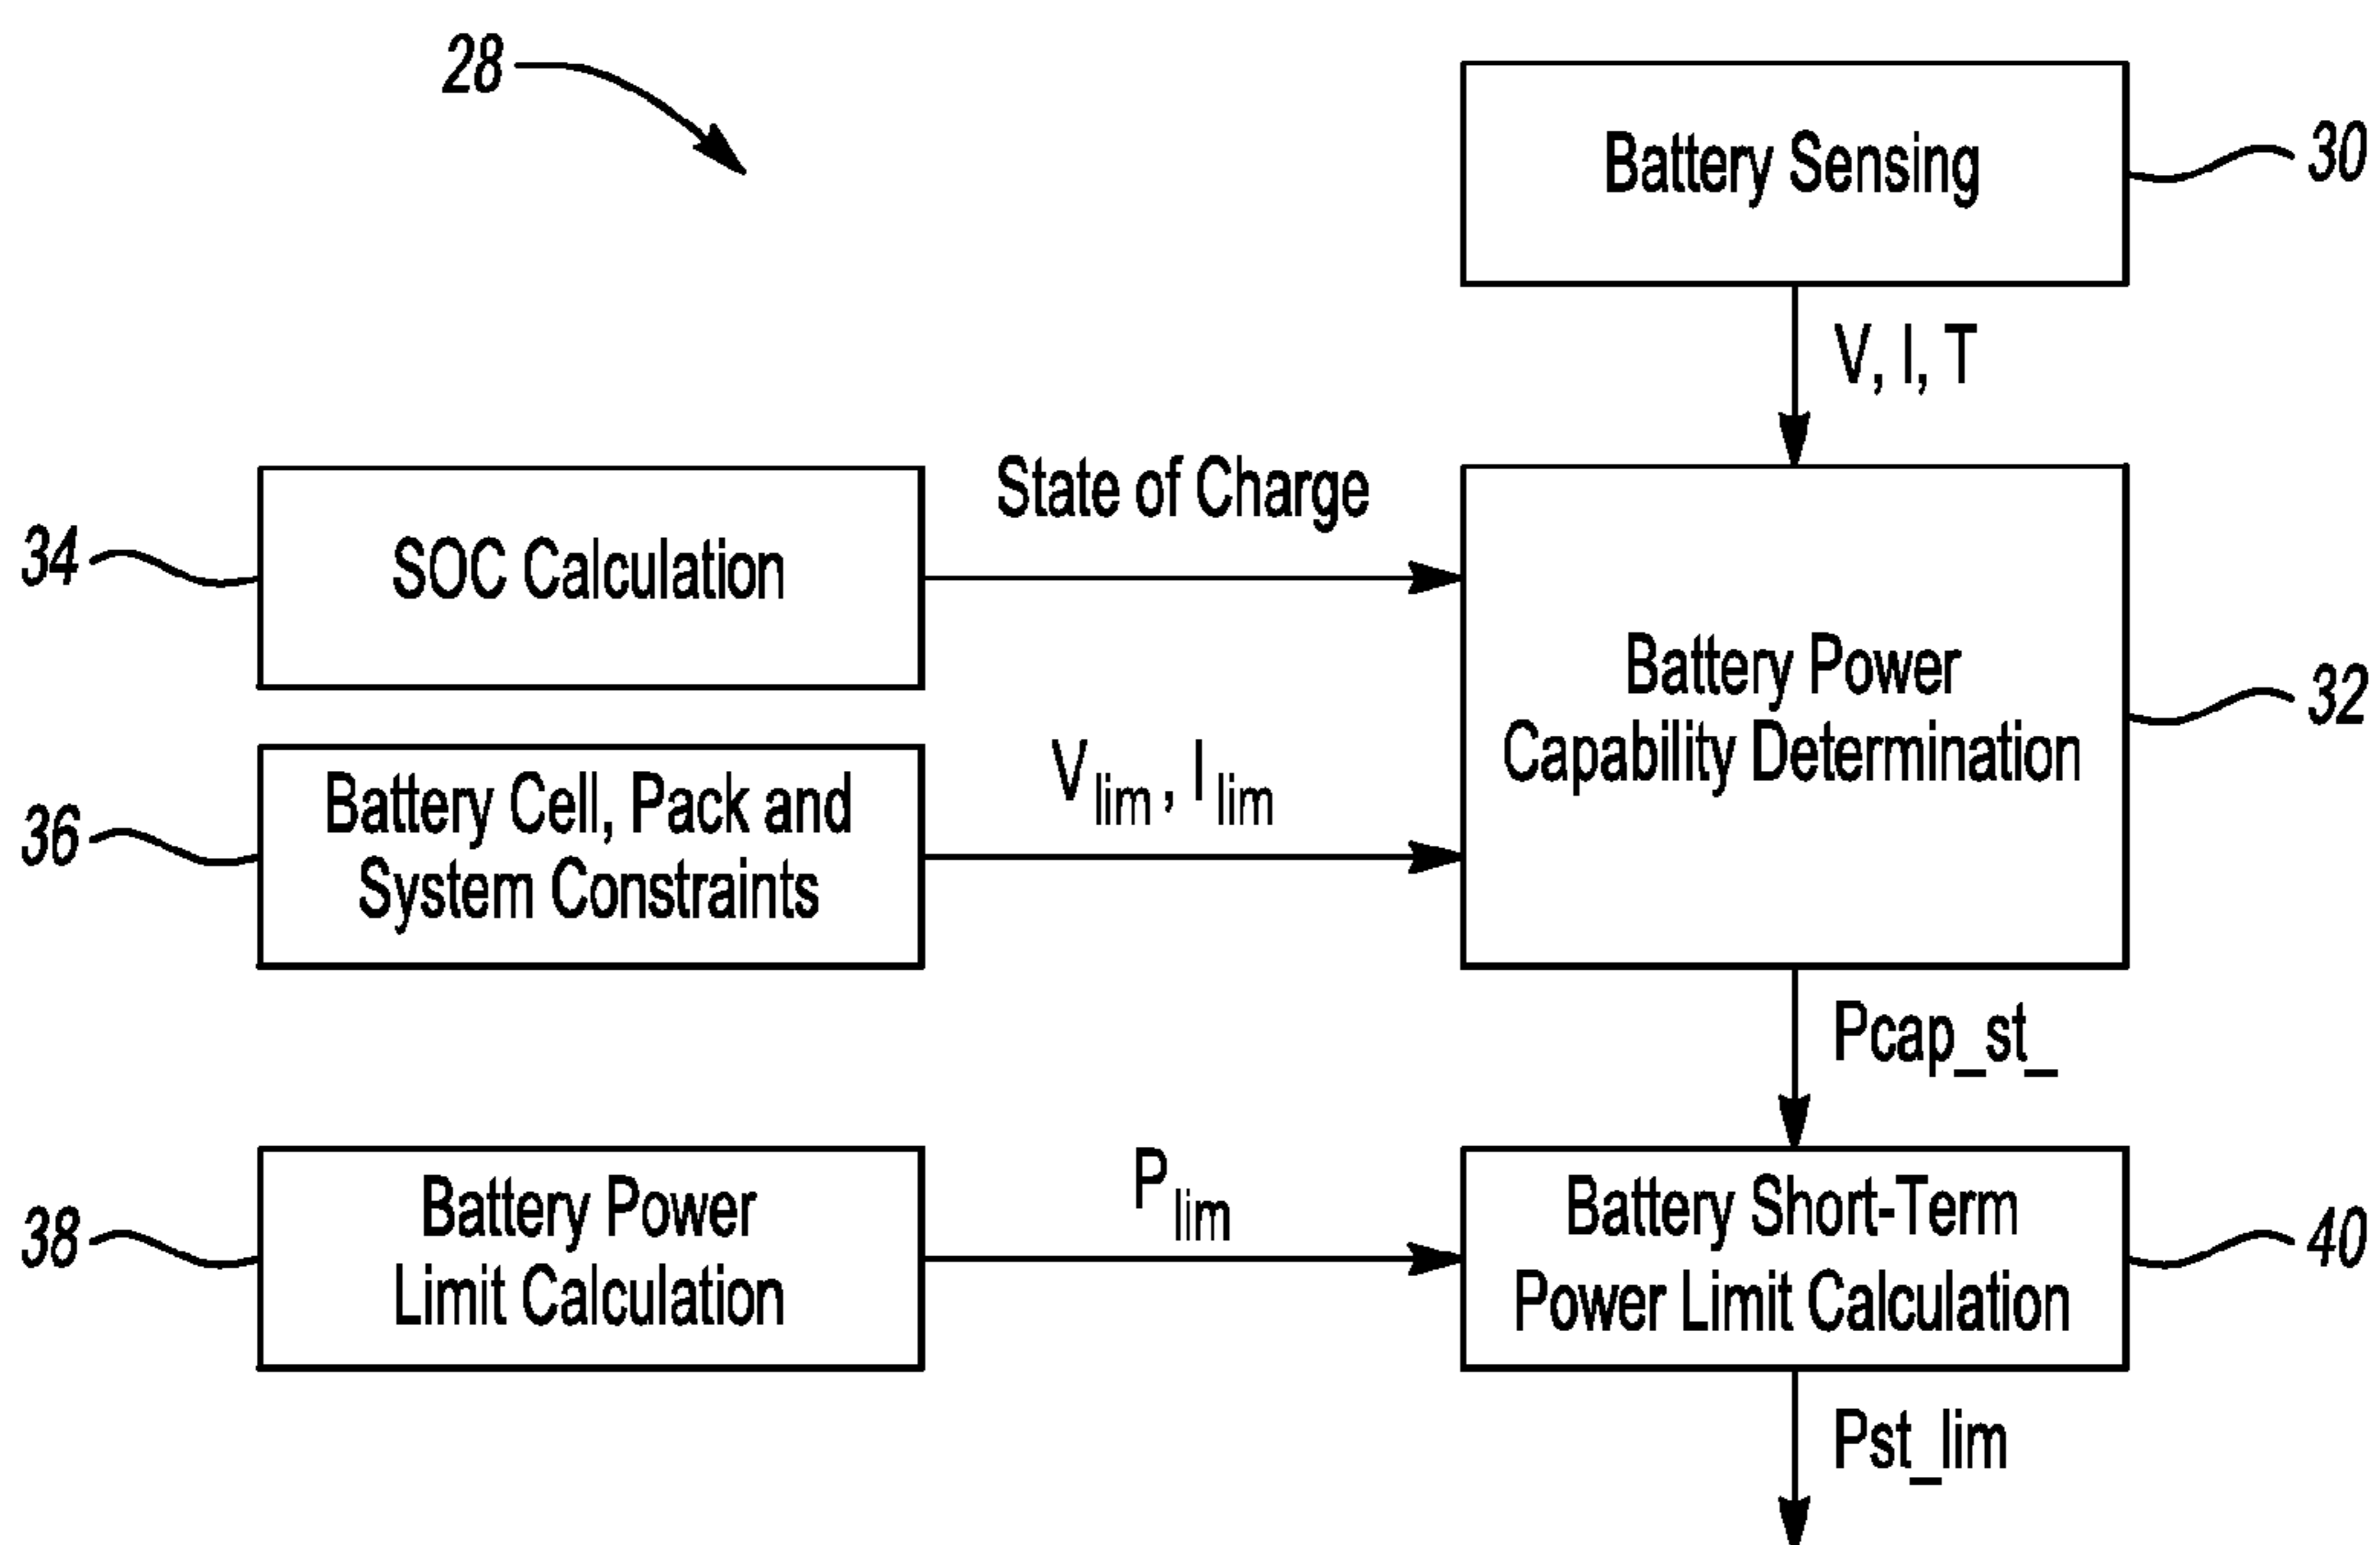 28
Battery Sensing
30
V, I, T
34
SOC Calculation
State of Charge
36
Battery Cell, Pack and
System Constraints
Vlim, Ilim
Battery Power
Capability Determination
32
Pcap_st_
38
Battery Power
Limit Calculation
Plim
Battery Short-Term
Power Limit Calculation
40
Pst_lim